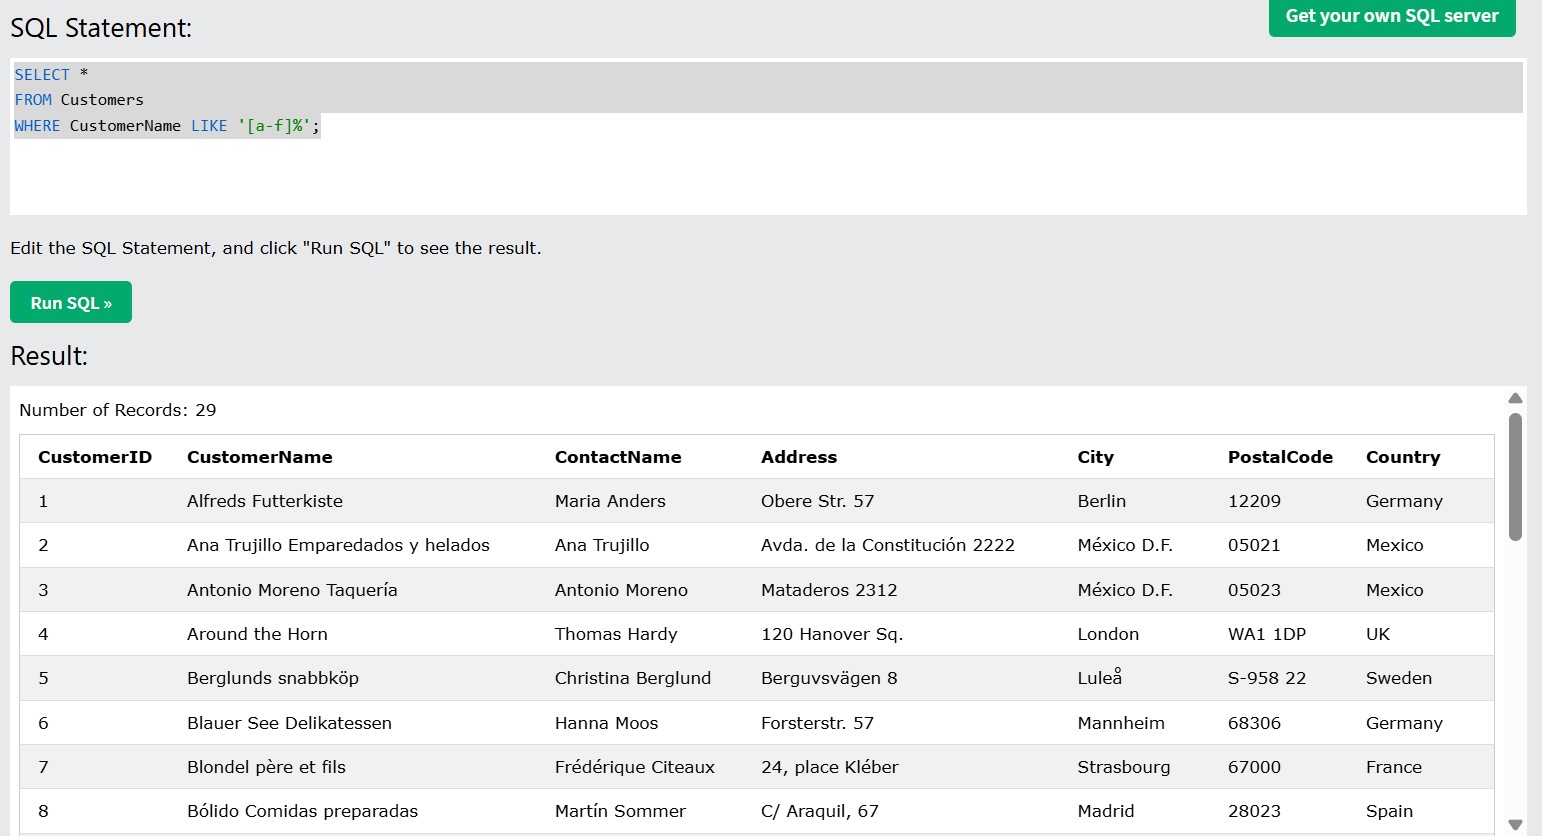 SQL Statement:
Get your own SQL server
SELECT *
FROM Customers
WHERE CustomerName LIKE '[a-f]%';
Edit the SQL Statement, and click "Run SQL" to see the result.
Run SQL »
Result:
Number of Records: 29
CustomerID CustomerName ContactName Address City PostalCode Country
1 Alfreds Futterkiste Maria Anders Obere Str. 57 Berlin 12209 Germany
2 Ana Trujillo Emparedados y helados Ana Trujillo Avda. de la Constitución 2222 México D.F. 05021 Mexico
3 Antonio Moreno Taquería Antonio Moreno Mataderos 2312 México D.F. 05023 Mexico
4 Around the Horn Thomas Hardy 120 Hanover Sq. London WA1 1DP UK
5 Berglunds snabbköp Christina Berglund Berguvsvägen 8 Luleå S-958 22 Sweden
6 Blauer See Delikatessen Hanna Moos Forsterstr. 57 Mannheim 68306 Germany
7 Blondel père et fils Frédérique Citeaux 24, place Kléber Strasbourg 67000 France
8 Bólido Comidas preparadas Martín Sommer C/ Araquil, 67 Madrid 28023 Spain